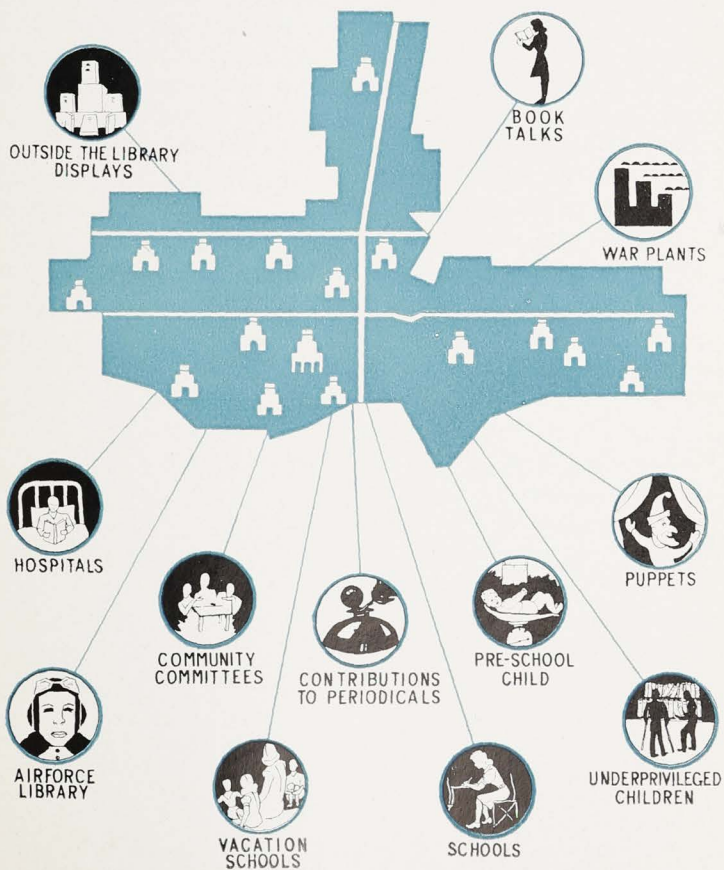 OUTSIDE THE LIBRARY
DISPLAYS
BOOK
TALKS
WAR PLANTS
HOSPITALS
PUPPETS
COMMUNITY
COMMITTEES
CONTRIBUTIONS
TO PERIODICALS
PRE-SCHOOL
CHILD
AIRFORCE
LIBRARY
UNDERPRIVILEGED
CHILDREN
VACATION
SCHOOLS
SCHOOLS